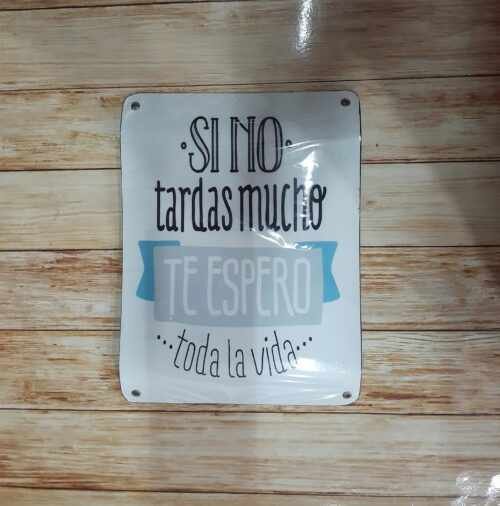 SI NO
tardas mucho
TE ESPERO
...toda la vida...